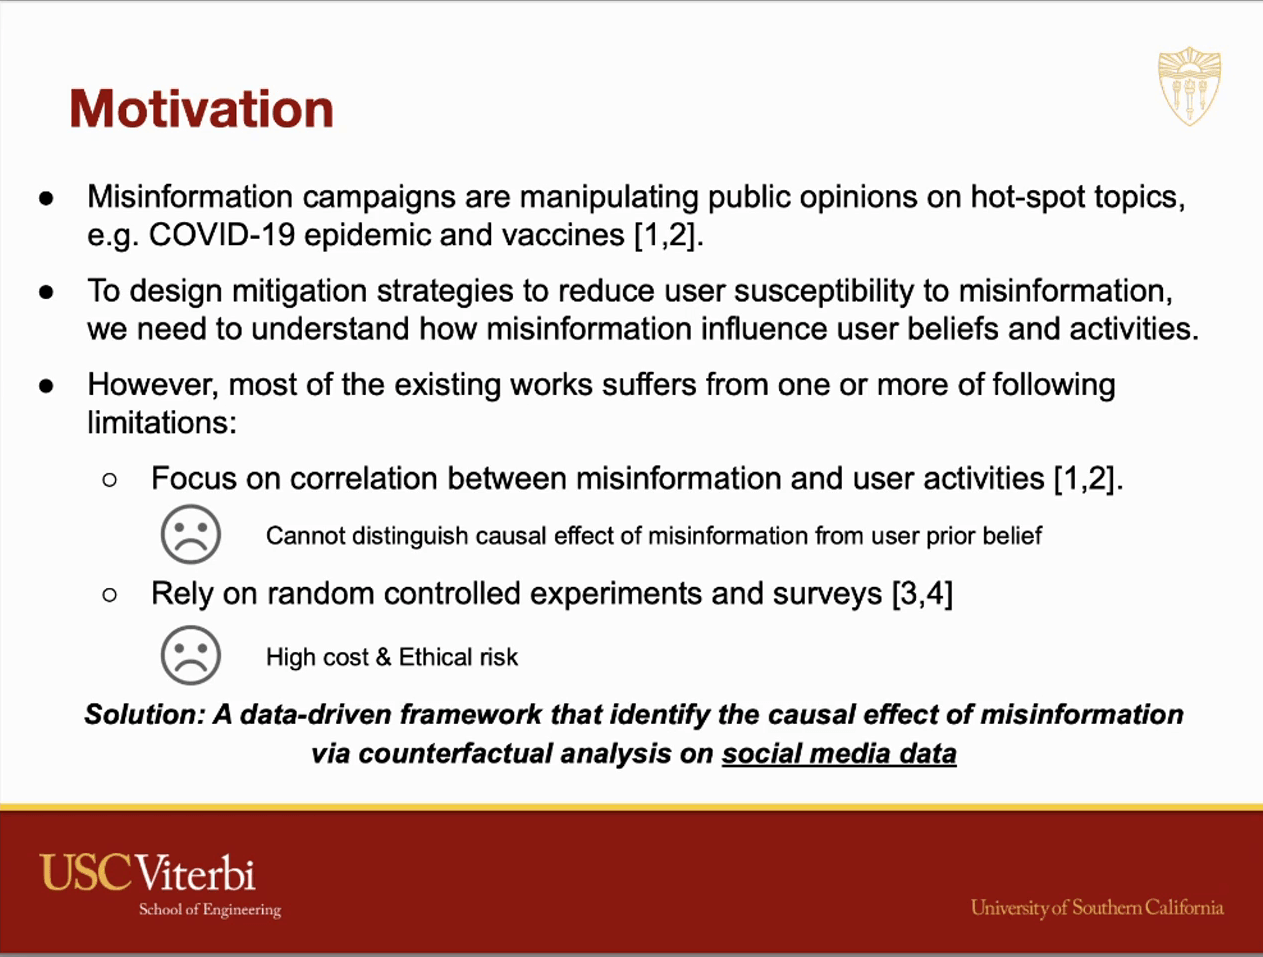 Motivation
● Misinformation campaigns are manipulating public opinions on hot-spot topics,
e.g. COVID-19 epidemic and vaccines [1,2].
● To design mitigation strategies to reduce user susceptibility to misinformation,
we need to understand how misinformation influence user beliefs and activities.
● However, most of the existing works suffers from one or more of following
limitations:
○ Focus on correlation between misinformation and user activities [1,2].
Cannot distinguish causal effect of misinformation from user prior belief
○ Rely on random controlled experiments and surveys [3,4]
High cost & Ethical risk
Solution: A data-driven framework that identify the causal effect of misinformation
via counterfactual analysis on social media data
USC Viterbi
School of Engineering
University of Southern California